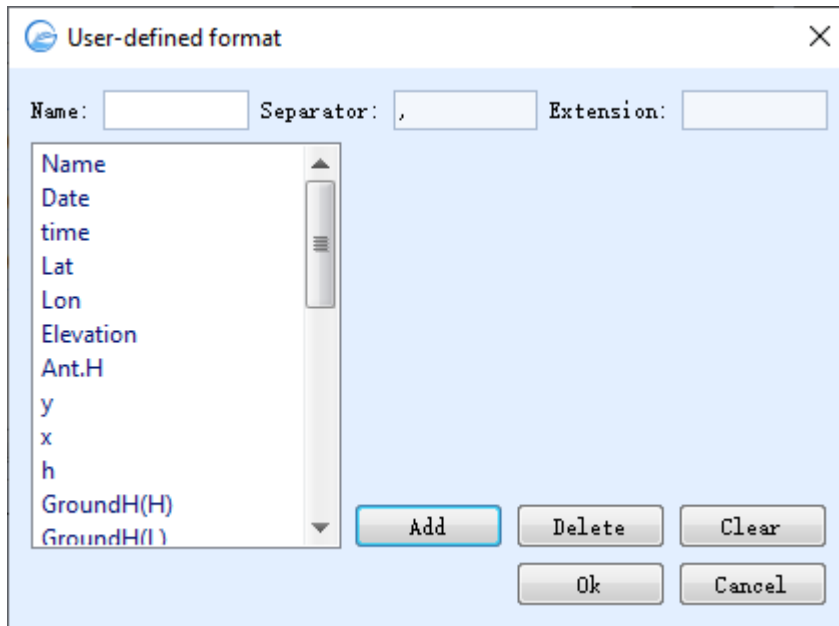 User-defined format
Name: Separator: , Extension:
Name
Date
time
Lat
Lon
Elevation
Ant.H
y
x
h
GroundH(H)
GroundH(L)
Add Delete Clear
Ok Cancel